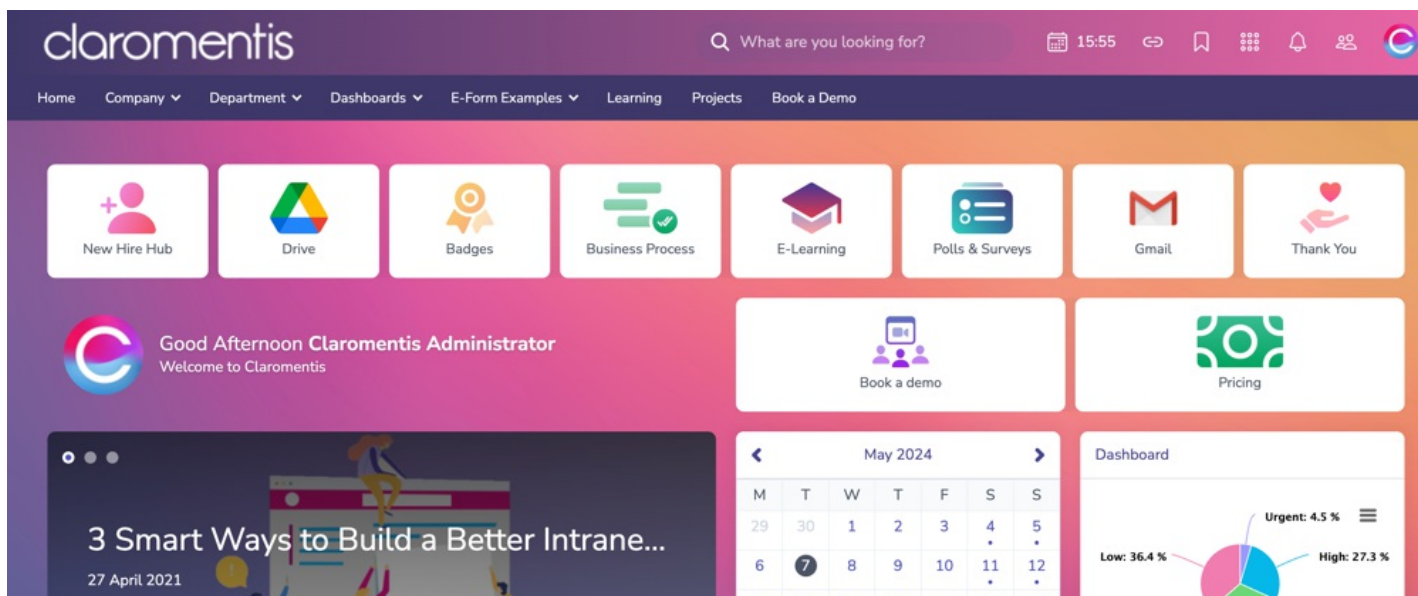 claromentis
What are you looking for?
15:55
Home Company Department Dashboards E-Form Examples Learning Projects Book a Demo
New Hire Hub Drive Badges Business Process E-Learning Polls & Surveys Gmail Thank You
Good Afternoon Claromentis Administrator
Welcome to Claromentis
Book a demo
Pricing
3 Smart Ways to Build a Better Intrane...
27 April 2021
May 2024
M T W T F S S
29 30 1 2 3 4 5
6 7 8 9 10 11 12
Dashboard
Urgent: 4.5 %
Low: 36.4 %
High: 27.3 %